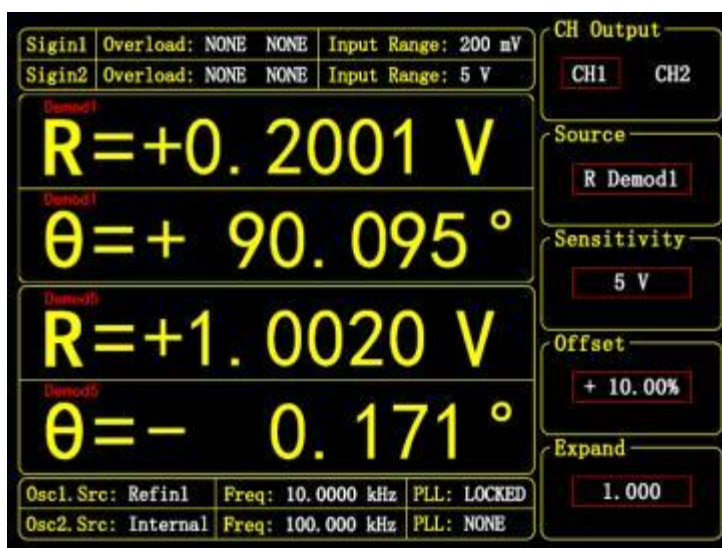 Sigin1 Overload: NONE NONE Input Range: 200 mV
Sigin2 Overload: NONE NONE Input Range: 5 V
Demod1
R=+0.2001 V
Demod1
θ=+ 90.095 °
Demod5
R=+1.0020 V
Demod5
θ=- 0.171 °
Osc1.Src: Refin1 Freq: 10.0000 kHz PLL: LOCKED
Osc2.Src: Internal Freq: 100.000 kHz PLL: NONE
CH Output
CH1 CH2
Source
R Demod1
Sensitivity
5 V
Offset
+ 10.00%
Expand
1.000